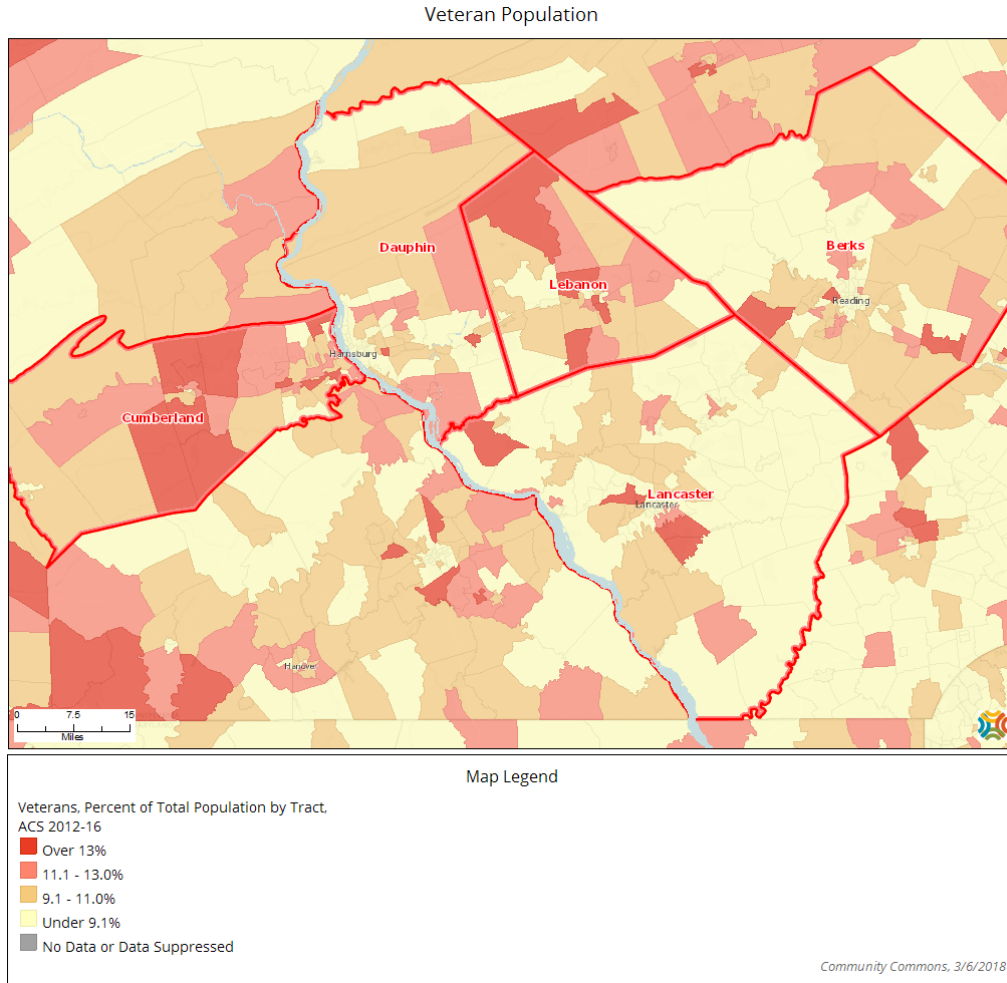 Veteran Population
Dauphin
Berks
Lebanon
Reading
Harrisburg
Cumberland
Lancaster
Lancaster
Hanover
0 7.5 15
Miles
Map Legend
Veterans, Percent of Total Population by Tract,
ACS 2012-16
Over 13%
11.1 - 13.0%
9.1 - 11.0%
Under 9.1%
No Data or Data Suppressed
Community Commons, 3/6/2018